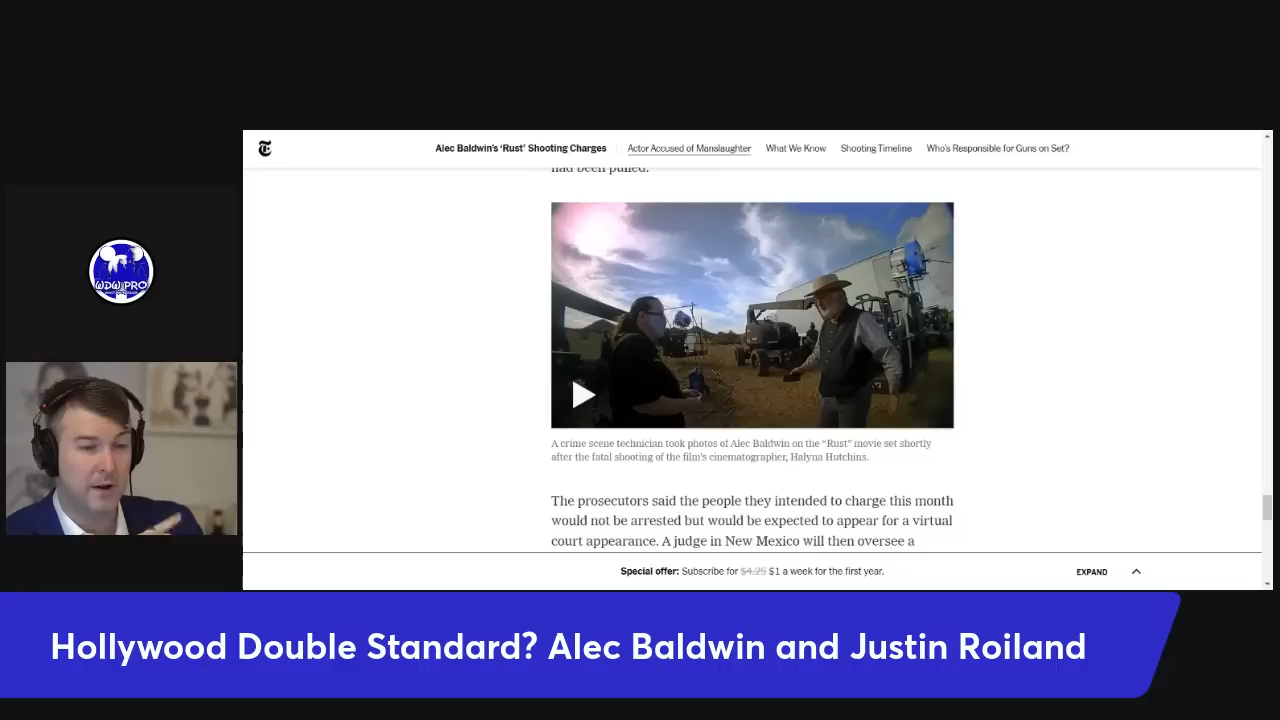 Alec Baldwin's 'Rust' Shooting Charges
Actor Accused of Manslaughter
What We Know
Shooting Timeline
Who's Responsible for Guns on Set?
had been pulled.
A crime scene technician took photos of Alec Baldwin on the “Rust” movie set shortly
after the fatal shooting of the film’s cinematographer, Halyna Hutchins.
The prosecutors said the people they intended to charge this month
would not be arrested but would be expected to appear for a virtual
court appearance. A judge in New Mexico will then oversee a
Special offer: Subscribe for $4.25 $1 a week for the first year.
EXPAND
WDW PRO
Hollywood Double Standard? Alec Baldwin and Justin Roiland